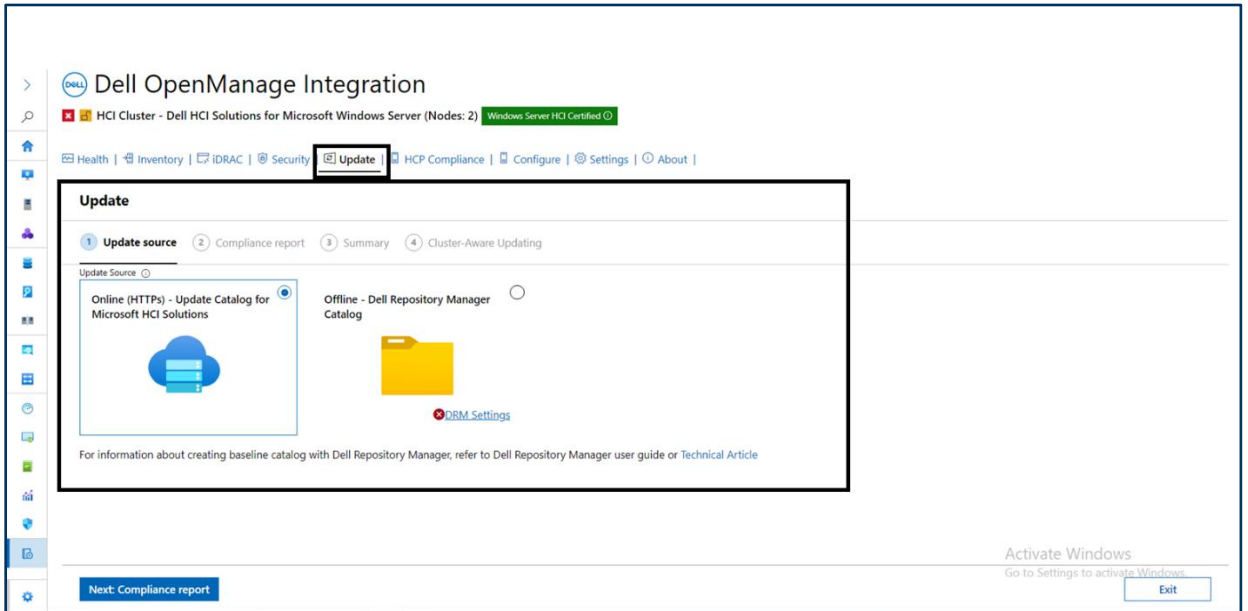 DELL Dell OpenManage Integration
HCI Cluster - Dell HCI Solutions for Microsoft Windows Server (Nodes: 2) Windows Server HCI Certified
Health | Inventory | iDRAC | Security | Update | HCP Compliance | Configure | Settings | About |
Update
1 Update source 2 Compliance report 3 Summary 4 Cluster-Aware Updating
Update Source
Online (HTTPs) - Update Catalog for
Microsoft HCI Solutions
Offline - Dell Repository Manager
Catalog
DRM Settings
For information about creating baseline catalog with Dell Repository Manager, refer to Dell Repository Manager user guide or Technical Article
Activate Windows
Go to Settings to activate Windows.
Next: Compliance report
Exit